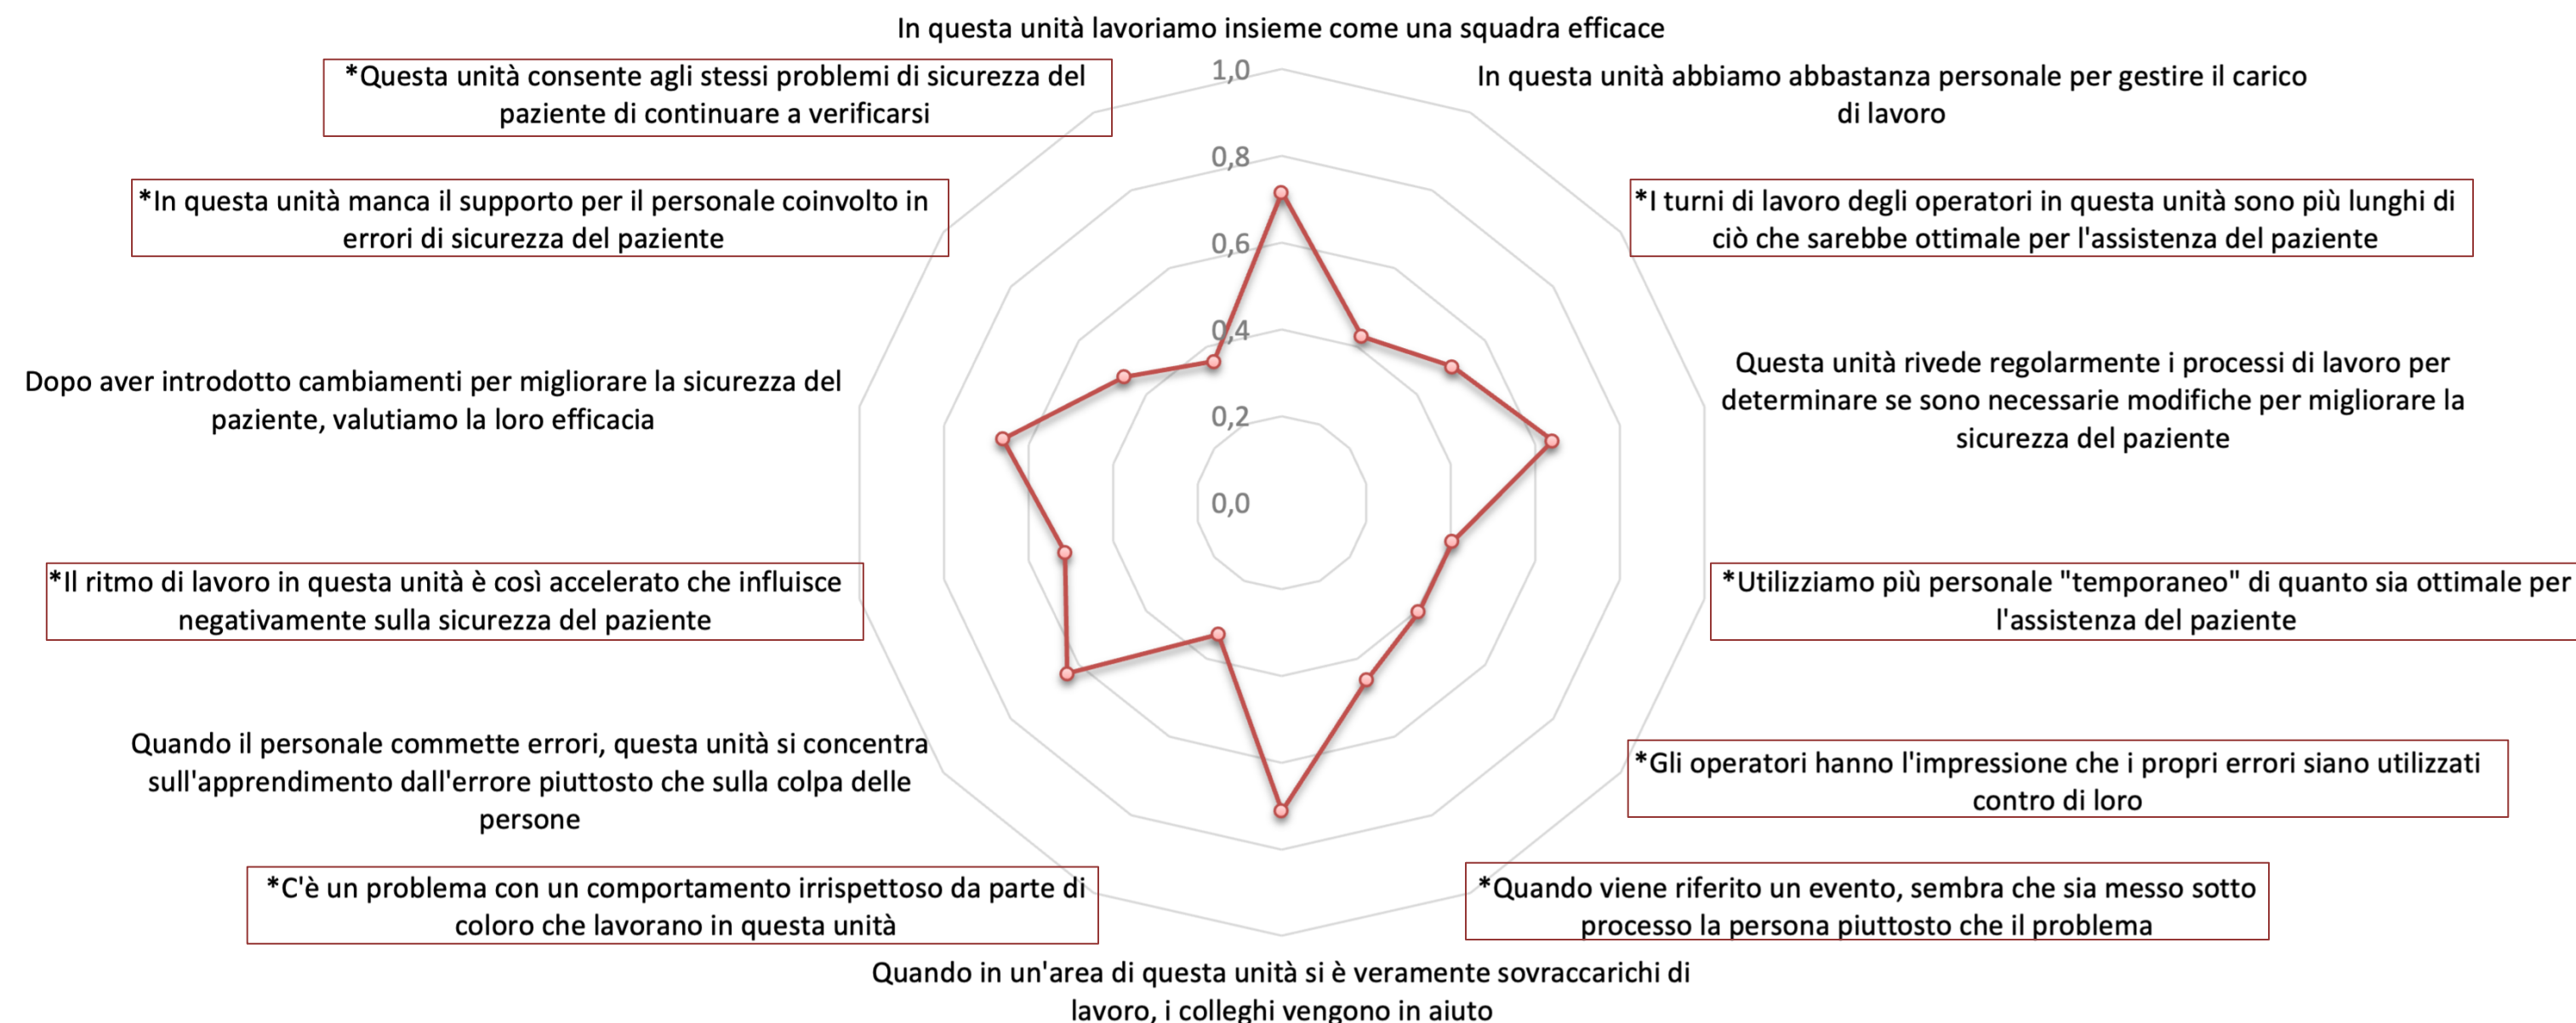 In questa unità lavoriamo insieme come una squadra efficace
In questa unità abbiamo abbastanza personale per gestire il carico
di lavoro
*I turni di lavoro degli operatori in questa unità sono più lunghi di
ciò che sarebbe ottimale per l'assistenza del paziente
Questa unità rivede regolarmente i processi di lavoro per
determinare se sono necessarie modifiche per migliorare la
sicurezza del paziente
*Utilizziamo più personale "temporaneo" di quanto sia ottimale per
l'assistenza del paziente
*Gli operatori hanno l'impressione che i propri errori siano utilizzati
contro di loro
*Quando viene riferito un evento, sembra che sia messo sotto
processo la persona piuttosto che il problema
Quando in un'area di questa unità si è veramente sovraccarichi di
lavoro, i colleghi vengono in aiuto
*C'è un problema con un comportamento irrispettoso da parte di
coloro che lavorano in questa unità
Quando il personale commette errori, questa unità si concentra
sull'apprendimento dall'errore piuttosto che sulla colpa delle
persone
*Il ritmo di lavoro in questa unità è così accelerato che influisce
negativamente sulla sicurezza del paziente
Dopo aver introdotto cambiamenti per migliorare la sicurezza del
paziente, valutiamo la loro efficacia
*In questa unità manca il supporto per il personale coinvolto in
errori di sicurezza del paziente
*Questa unità consente agli stessi problemi di sicurezza del
paziente di continuare a verificarsi
1,0
0,8
0,6
0,4
0,2
0,0